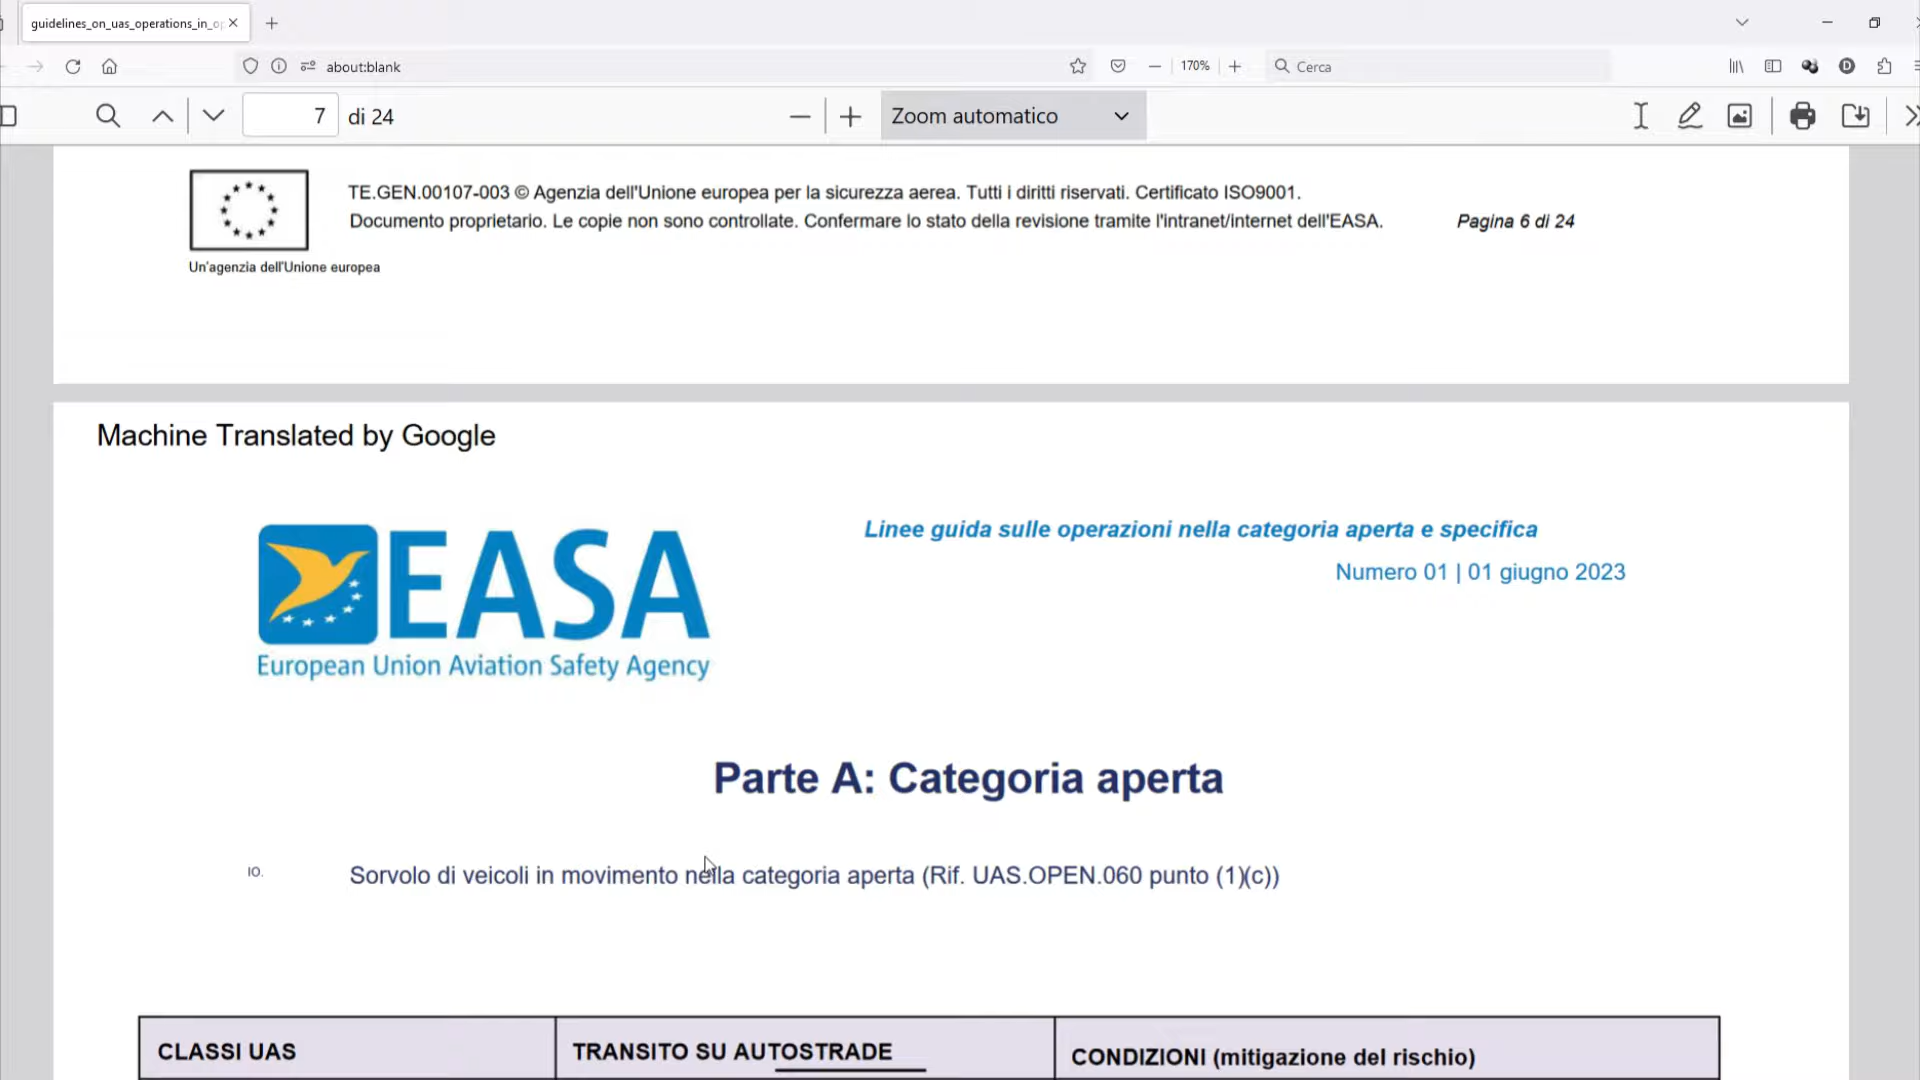 guidelines_on_uas_operations_in_op
about:blank
170%
Cerca
7 di 24
Zoom automatico
TE.GEN.00107-003 © Agenzia dell'Unione europea per la sicurezza aerea. Tutti i diritti riservati. Certificato ISO9001.
Documento proprietario. Le copie non sono controllate. Confermare lo stato della revisione tramite l'intranet/internet dell'EASA. Pagina 6 di 24
Un'agenzia dell'Unione europea
Machine Translated by Google
EASA
European Union Aviation Safety Agency
Linee guida sulle operazioni nella categoria aperta e specifica
Numero 01 | 01 giugno 2023
Parte A: Categoria aperta
IO. Sorvolo di veicoli in movimento nella categoria aperta (Rif. UAS.OPEN.060 punto (1)(c))
CLASSI UAS TRANSITO SU AUTOSTRADE CONDIZIONI (mitigazione del rischio)